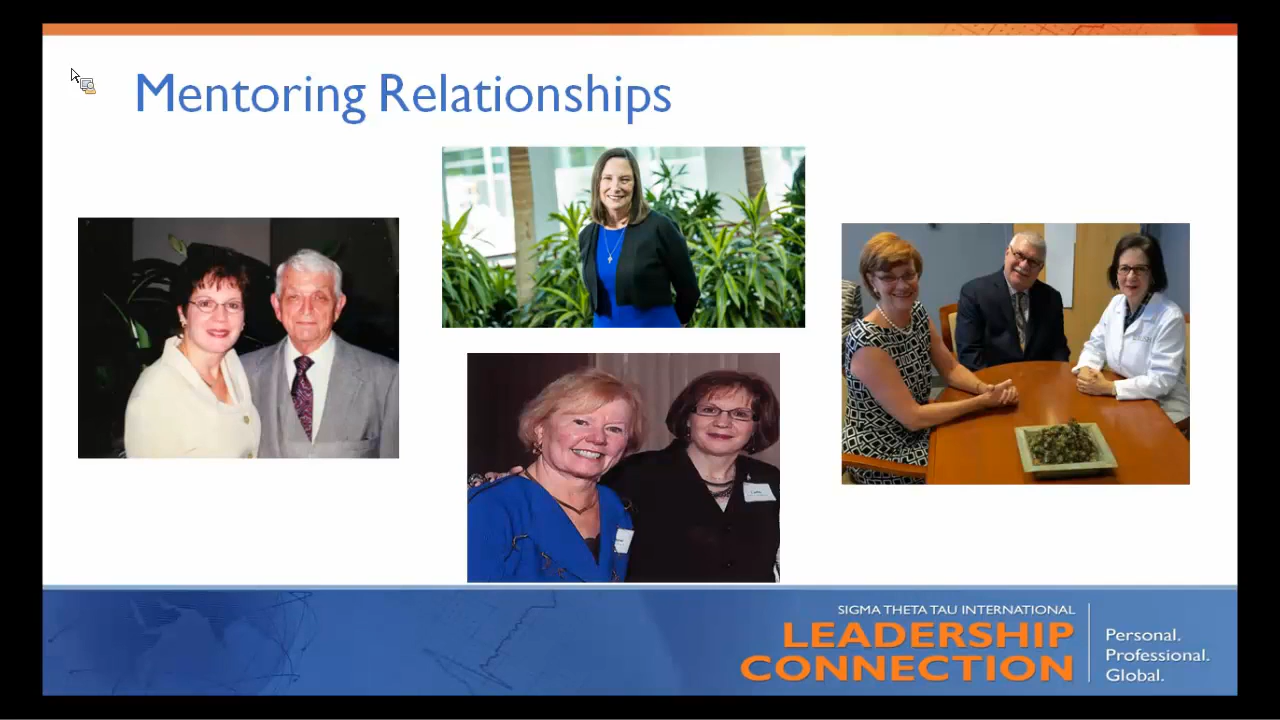 Mentoring Relationships
SIGMA THETA TAU INTERNATIONAL
LEADERSHIP
CONNECTION
Personal.
Professional.
Global.